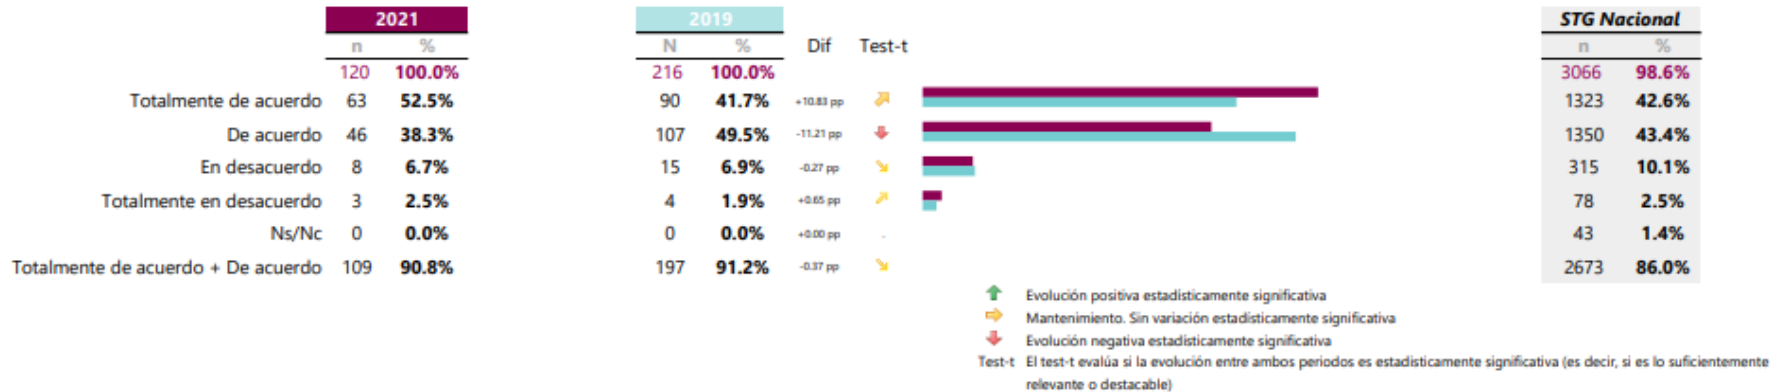 2021 2019 STG Nacional
n % N % Dif Test-t n %
120 100.0% 216 100.0% 3066 98.6%
Totalmente de acuerdo 63 52.5% 90 41.7% +10.83 pp 1323 42.6%
De acuerdo 46 38.3% 107 49.5% -11.21 pp 1350 43.4%
En desacuerdo 8 6.7% 15 6.9% -0.27 pp 315 10.1%
Totalmente en desacuerdo 3 2.5% 4 1.9% +0.65 pp 78 2.5%
Ns/Nc 0 0.0% 0 0.0% +0.00 pp - 43 1.4%
Totalmente de acuerdo + De acuerdo 109 90.8% 197 91.2% -0.37 pp 2673 86.0%
Evolución positiva estadísticamente significativa
Mantenimiento. Sin variación estadísticamente significativa
Evolución negativa estadísticamente significativa
Test-t El test-t evalúa si la evolución entre ambos periodos es estadísticamente significativa (es decir, si es lo suficientemente
relevante o destacable)